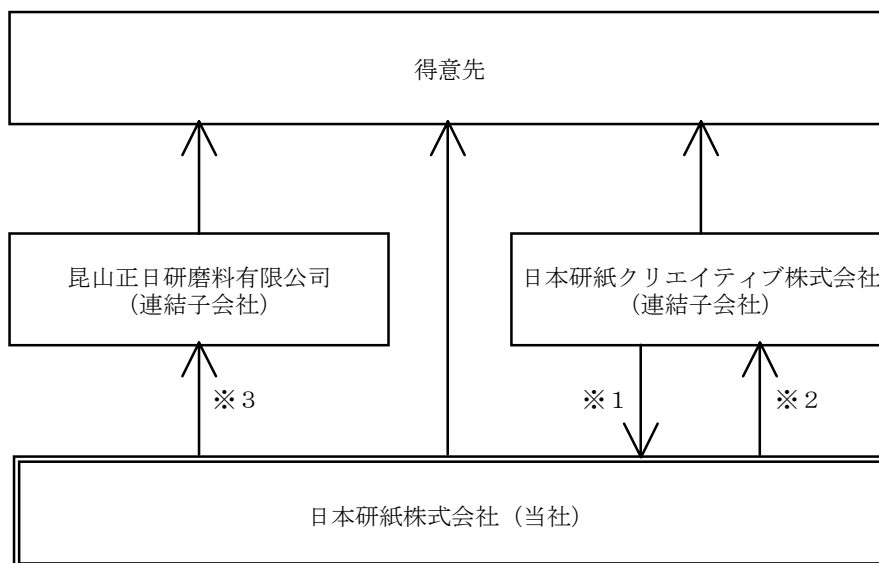 得意先
昆山正日研磨料有限公司
（連結子会社）
日本研紙クリエイティブ株式会社
（連結子会社）
※３
※１
※２
日本研紙株式会社（当社）